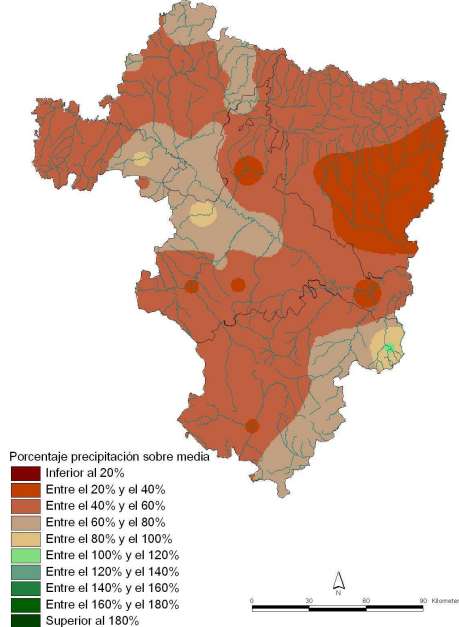 Porcentaje precipitación sobre media
Inferior al 20%
Entre el 20% y el 40%
Entre el 40% y el 60%
Entre el 60% y el 80%
Entre el 80% y el 100%
Entre el 100% y el 120%
Entre el 120% y el 140%
Entre el 140% y el 160%
Entre el 160% y el 180%
Superior al 180%
N
0 30 60 90 Kilometer